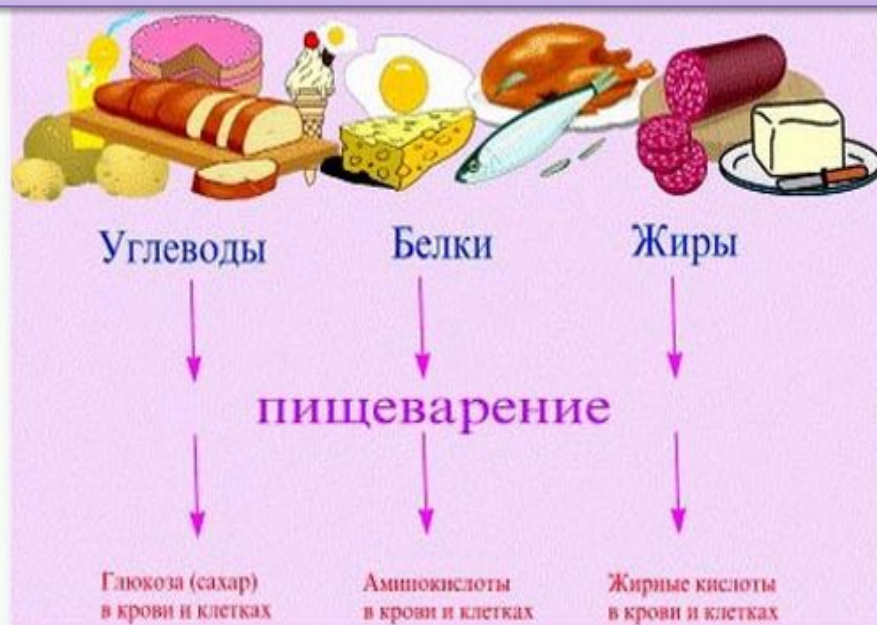 Углеводы Белки Жиры
пищеварение
Глюкоза (сахар) Аминокислоты Жирные кислоты
в крови и клетках в крови и клетках в крови и клетках